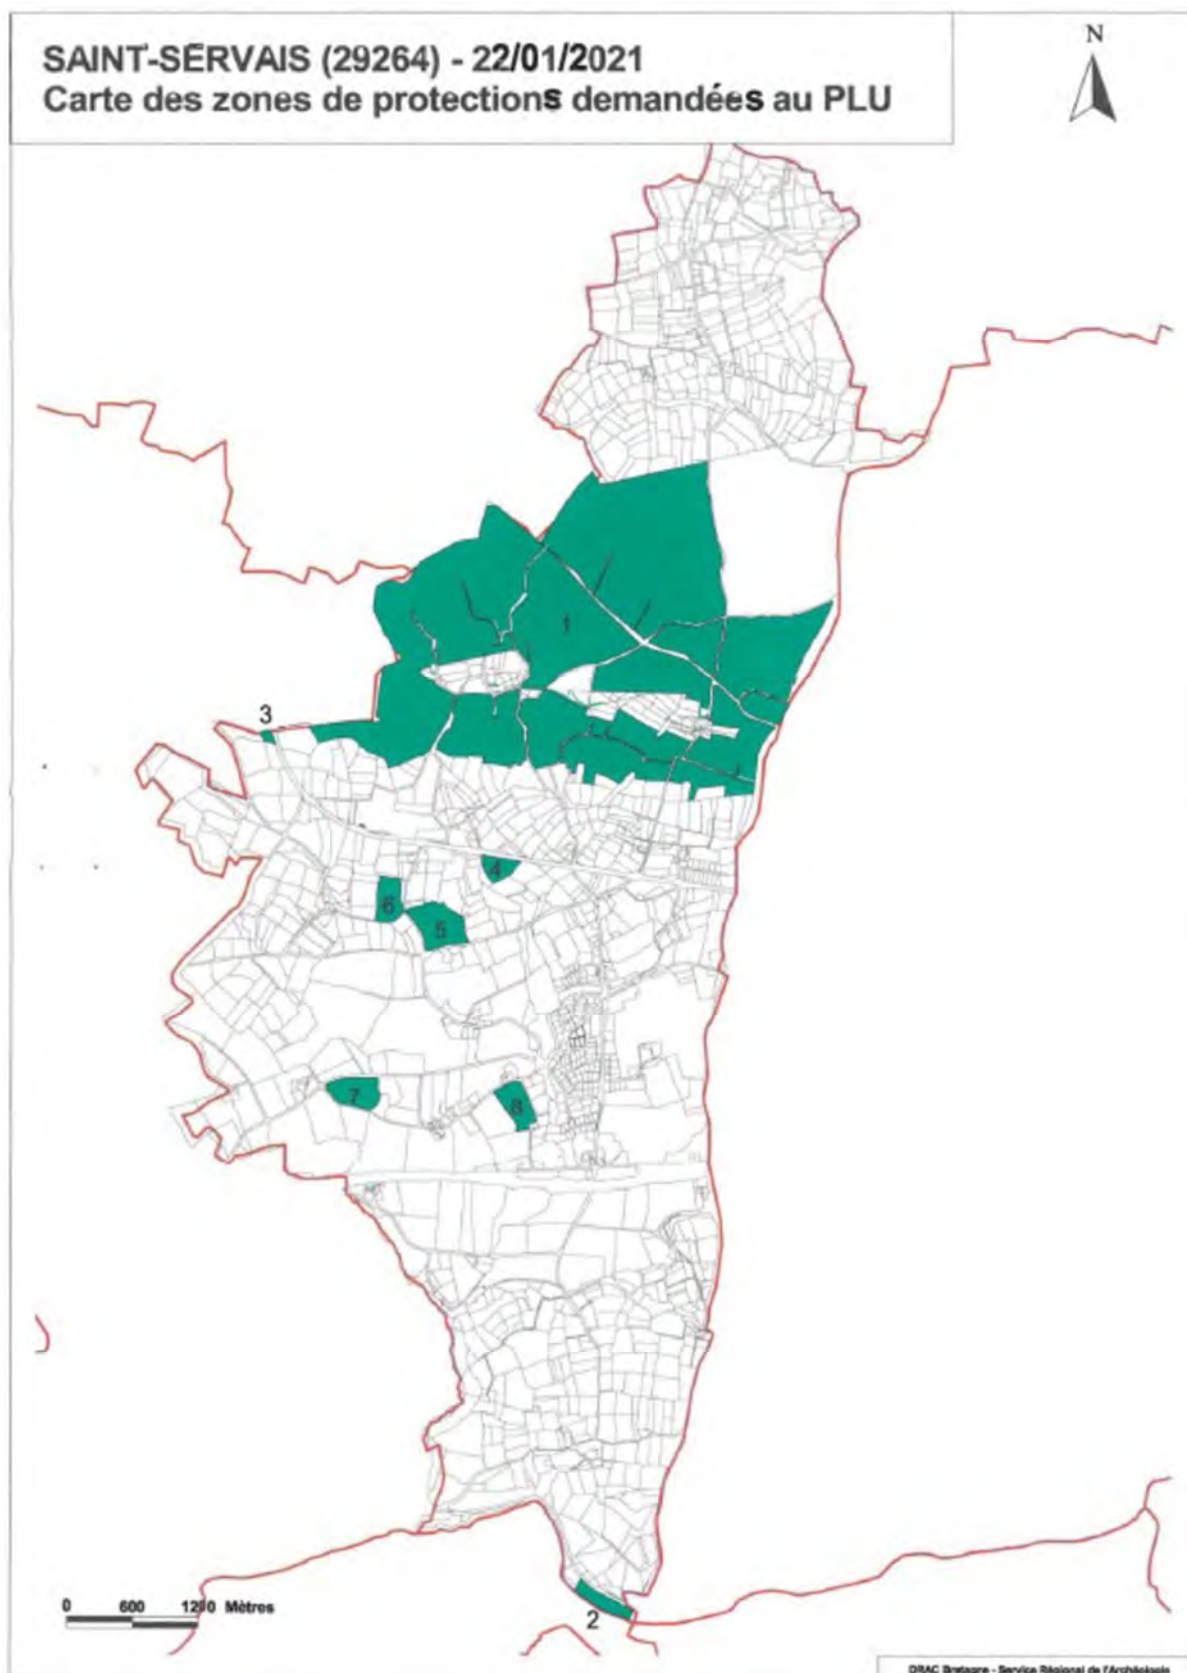 SAINT-SERVAIS (29264) - 22/01/2021
Carte des zones de protections demandées au PLU
N
1
3
4
6
5
7
8
0 600 1200 Mètres
2
DRAC Bretagne - Service Régional de l'Archéologie